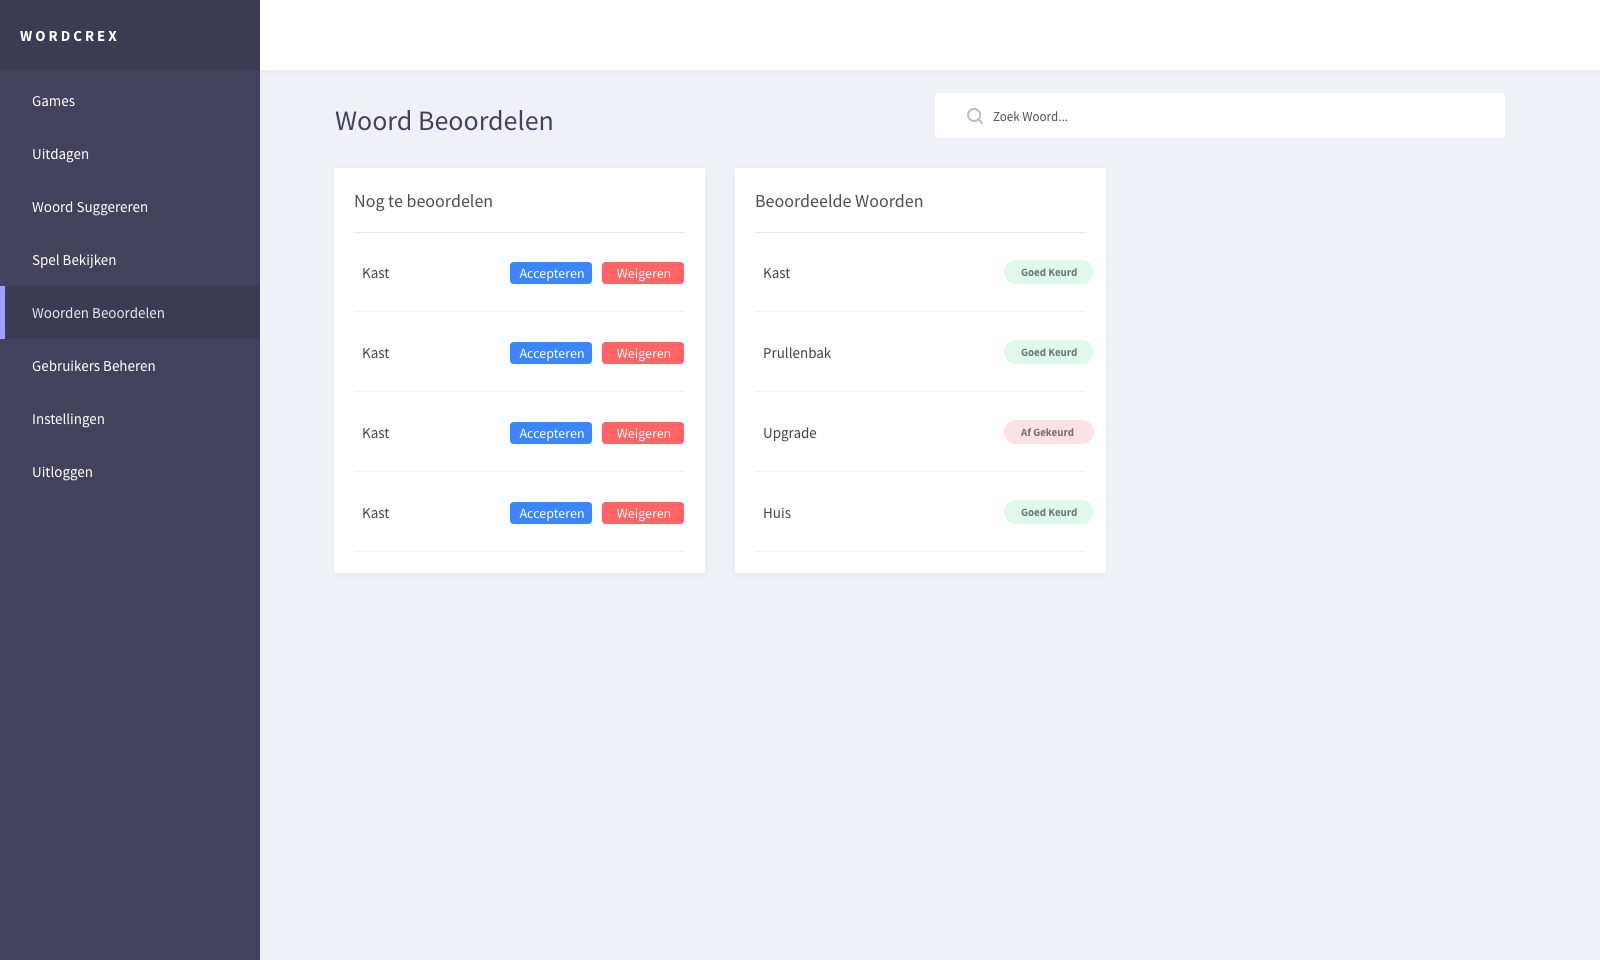 WORDCREX
Games
Uitdagen
Woord Suggereren
Spel Bekijken
Woorden Beoordelen
Gebruikers Beheren
Instellingen
Uitloggen
Woord Beoordelen
Zoek Woord...
Nog te beoordelen
Kast Accepteren Weigeren
Kast Accepteren Weigeren
Kast Accepteren Weigeren
Kast Accepteren Weigeren
Beoordeelde Woorden
Kast Goed Keurd
Prullenbak Goed Keurd
Upgrade Af Gekeurd
Huis Goed Keurd